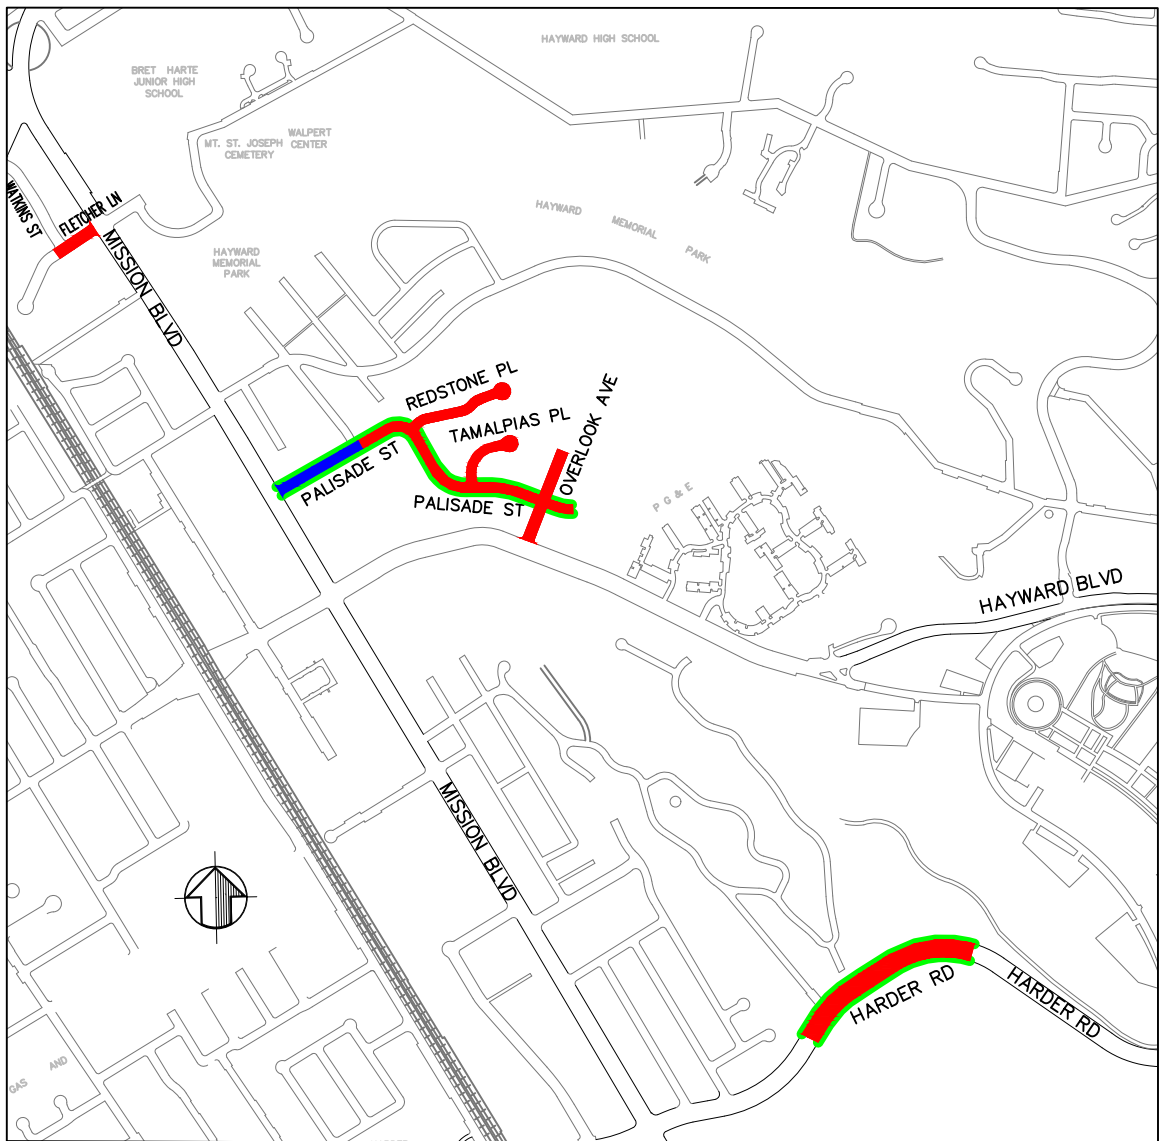 HAYWARD HIGH SCHOOL
BRET HARTE
JUNIOR HIGH
SCHOOL
WALPERT
CENTER
MT. ST. JOSEPH
CEMETERY
WATKINS ST
FLETCHER LN
HAYWARD MEMORIAL PARK
HAYWARD
MEMORIAL
PARK
MISSION BLVD
REDSTONE PL
TAMALPIAS PL
OVERLOOK AVE
PALISADE ST
PALISADE ST
P G & E
HAYWARD BLVD
MISSION BLVD
HARDER RD
HARDER RD
GAS AND